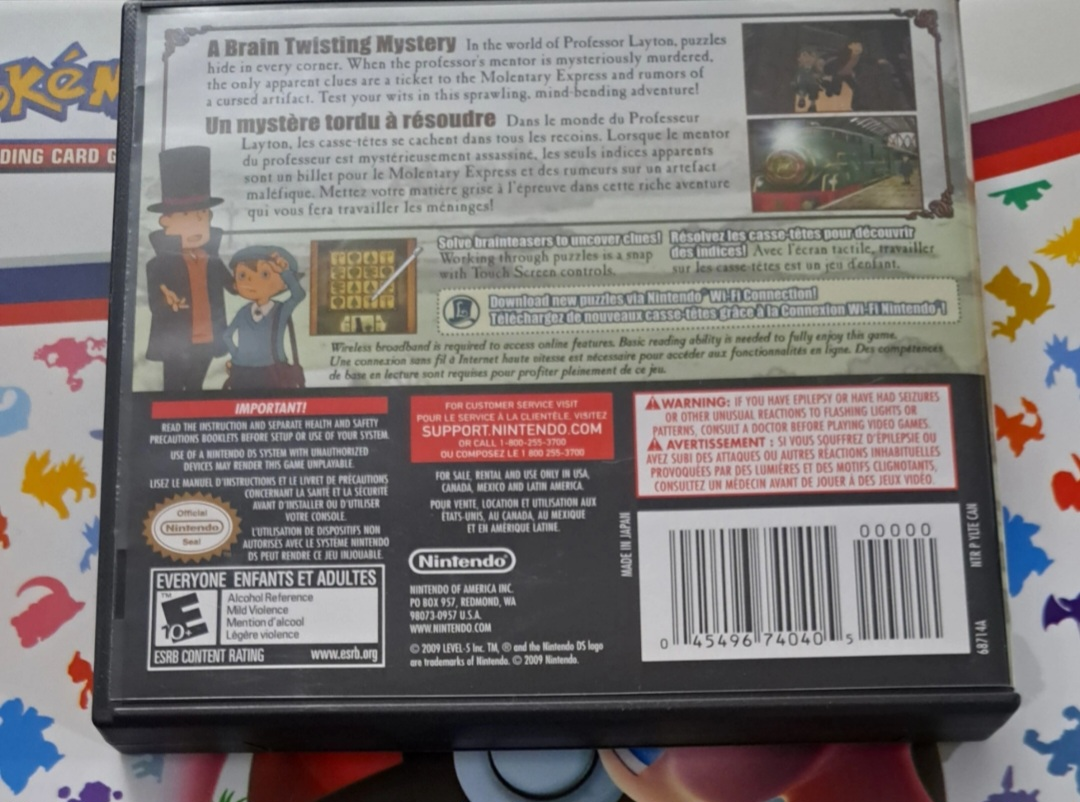 okém
DING CARD G
A Brain Twisting Mystery In the world of Professor Layton, puzzles
hide in every corner. When the professor's mentor is mysteriously murdered,
the only apparent clues are a ticket to the Molentary Express and rumors of
a cursed artifact. Test your wits in this sprawling, mind-bending adventure!
Un mystère tordu à résoudre Dans le monde du Professeur
Layton, les casse-têtes se cachent dans tous les recoins. Lorsque le mentor
du professeur est mystérieusement assassiné, les seuls indices apparents
sont un billet pour le Molentary Express et des rumeurs sur un artefact
maléfique. Mettez votre matière grise à l'épreuve dans cette riche aventure
qui vous fera travailler les méninges!
Solve brainteasers to uncover clues!
Working through puzzles is a snap
with Touch Screen controls.
Résolvez les casse-têtes pour découvrir
des indices! Avec l'écran tactile, travailler
sur les casse-têtes est un jeu d'enfant.
Download new puzzles via Nintendo® Wi-Fi Connection!
Téléchargez de nouveaux casse-têtes grâce à la Connexion Wi-Fi Nintendo®!
Wireless broadband is required to access online features. Basic reading ability is needed to fully enjoy this game.
Une connexion sans fil à Internet haute vitesse est nécessaire pour accéder aux fonctionnalités en ligne. Des compétences
de base en lecture sont requises pour profiter pleinement de ce jeu.
IMPORTANT!
READ THE INSTRUCTION AND SEPARATE HEALTH AND SAFETY
PRECAUTIONS BOOKLETS BEFORE SETUP OR USE OF YOUR SYSTEM.
USE OF A NINTENDO DS SYSTEM WITH UNAUTHORIZED
DEVICES MAY RENDER THIS GAME UNPLAYABLE.
LISEZ LE MANUEL D'INSTRUCTIONS ET LE LIVRET DE PRÉCAUTIONS
CONCERNANT LA SANTÉ ET LA SÉCURITÉ
AVANT D'INSTALLER OU D'UTILISER
VOTRE CONSOLE.
L'UTILISATION DE DISPOSITIFS NON
AUTORISÉS AVEC LE SYSTÈME NINTENDO
DS PEUT RENDRE CE JEU INJOUABLE.
Official
Nintendo
Seal
EVERYONE ENFANTS ET ADULTES
E
10+
TM
Alcohol Reference
Mild Violence
Mention d'alcool
Légère violence
ESRB CONTENT RATING www.esrb.org
FOR CUSTOMER SERVICE VISIT
POUR LE SERVICE À LA CLIENTÈLE, VISITEZ
SUPPORT.NINTENDO.COM
OR CALL 1-800-255-3700
OU COMPOSEZ LE 1 800 255-3700
FOR SALE, RENTAL AND USE ONLY IN USA,
CANADA, MEXICO AND LATIN AMERICA.
POUR VENTE, LOCATION ET UTILISATION AUX
ÉTATS-UNIS, AU CANADA, AU MEXIQUE
ET EN AMÉRIQUE LATINE.
Nintendo®
NINTENDO OF AMERICA INC.
PO BOX 957, REDMOND, WA
98073-0957 U.S.A.
WWW.NINTENDO.COM
© 2009 LEVEL-5 Inc. TM, ® and the Nintendo DS logo
are trademarks of Nintendo. © 2009 Nintendo.
WARNING: IF YOU HAVE EPILEPSY OR HAVE HAD SEIZURES
OR OTHER UNUSUAL REACTIONS TO FLASHING LIGHTS OR
PATTERNS, CONSULT A DOCTOR BEFORE PLAYING VIDEO GAMES.
AVERTISSEMENT : SI VOUS SOUFFREZ D'ÉPILEPSIE OU
AVEZ SUBI DES ATTAQUES OU AUTRES RÉACTIONS INHABITUELLES
PROVOQUÉES PAR DES LUMIÈRES ET DES MOTIFS CLIGNOTANTS,
CONSULTEZ UN MÉDECIN AVANT DE JOUER À DES JEUX VIDÉO.
MADE IN JAPAN
00000
0 45496 74040 5
NTR P YLTE CAN
68714A